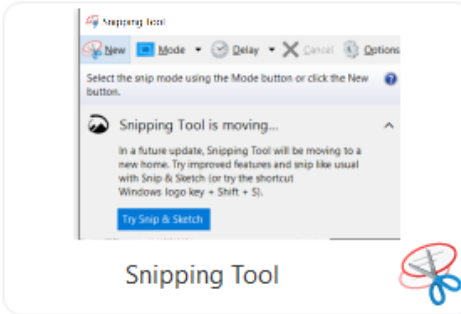 Snipping Tool
New Mode Delay Cancel Options
Select the snip mode using the Mode button or click the New
button.
Snipping Tool is moving...
In a future update, Snipping Tool will be moving to a
new home. Try improved features and snip like usual
with Snip & Sketch (or try the shortcut
Windows logo key + Shift + S).
Try Snip & Sketch
Snipping Tool